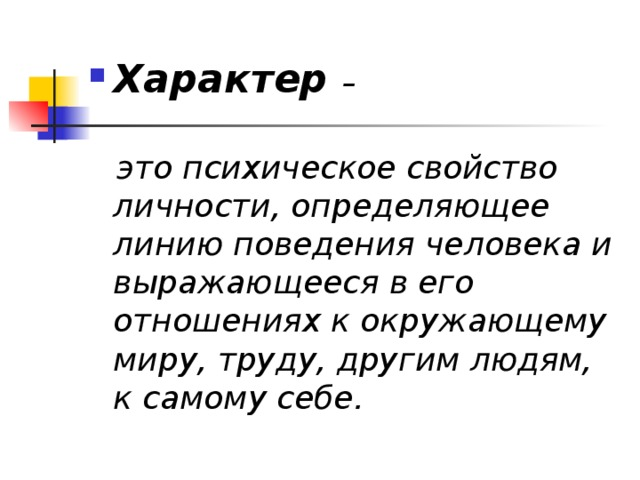 Характер –
это психическое свойство
личности, определяющее
линию поведения человека и
выражающееся в его
отношениях к окружающему
миру, труду, другим людям,
к самому себе.